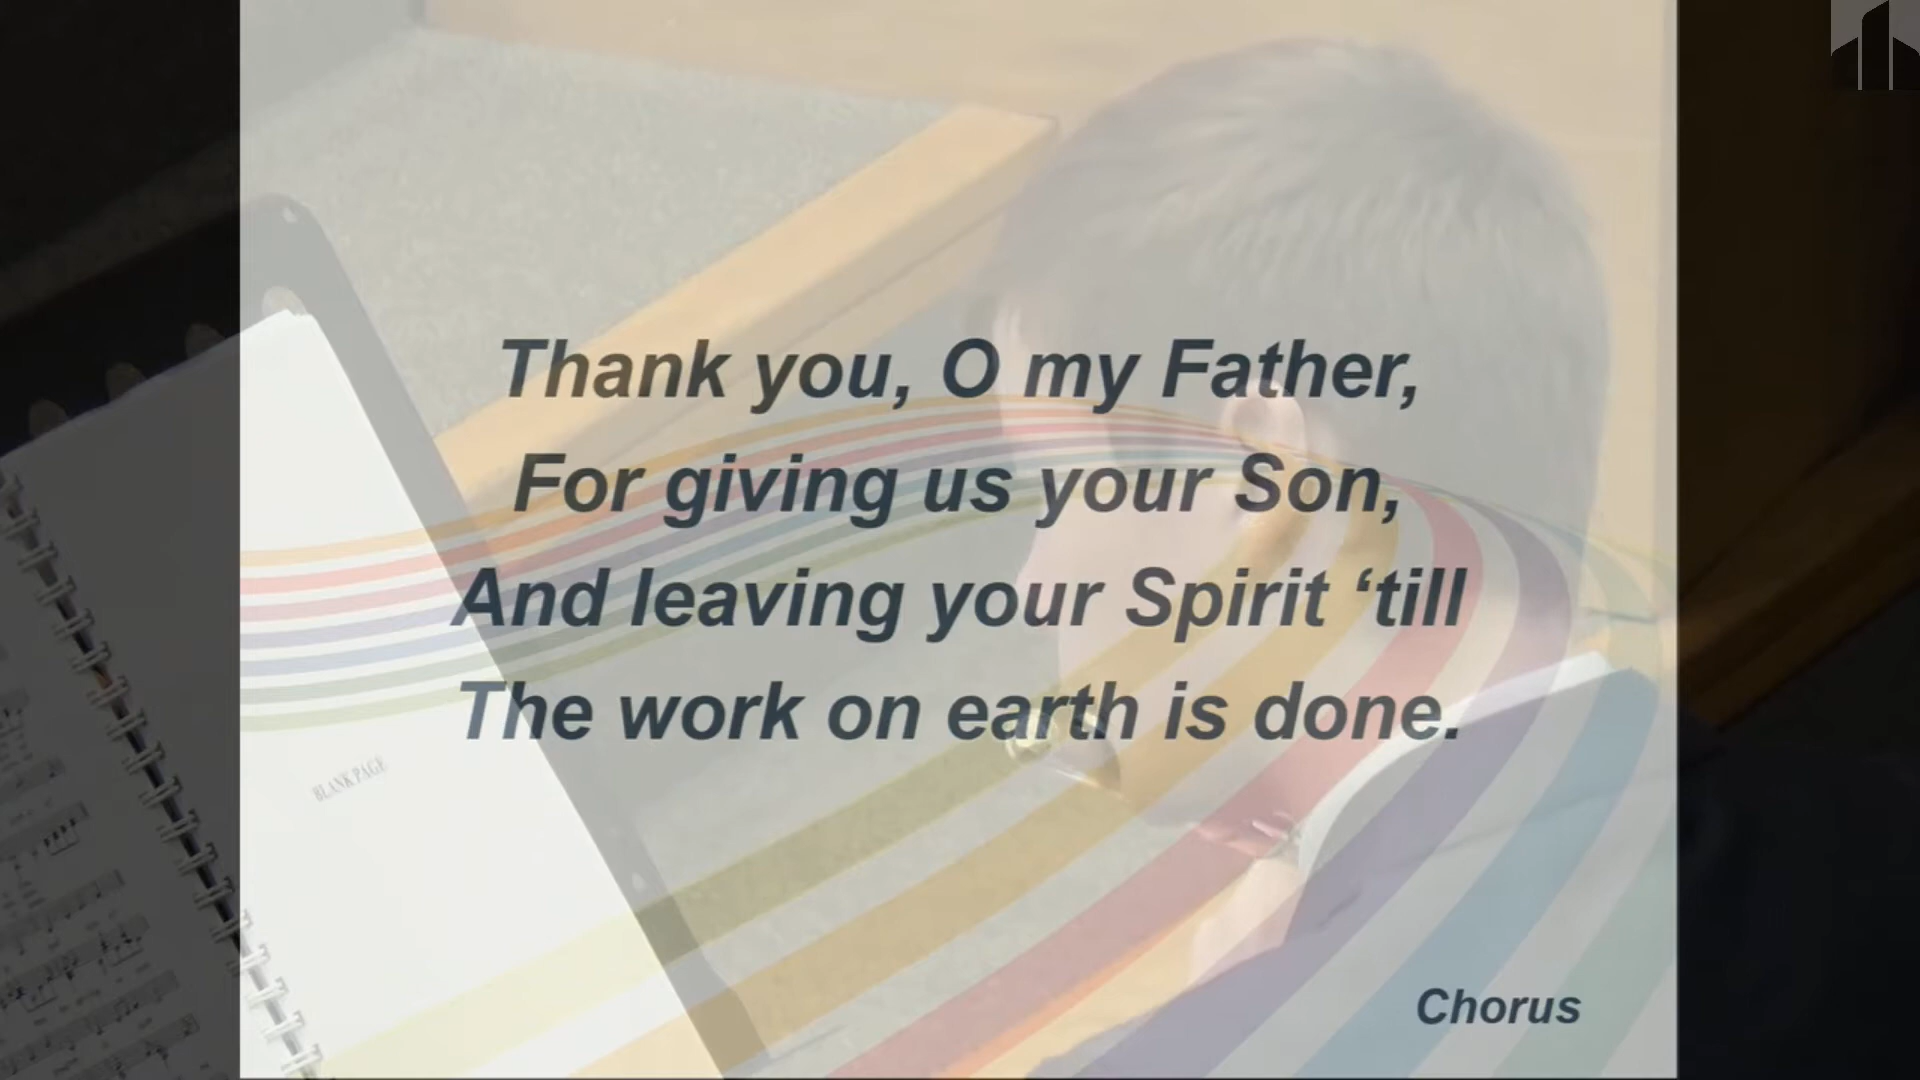 Thank you, O my Father,
For giving us your Son,
And leaving your Spirit ‘till
The work on earth is done.
BLANK PAGE
Chorus